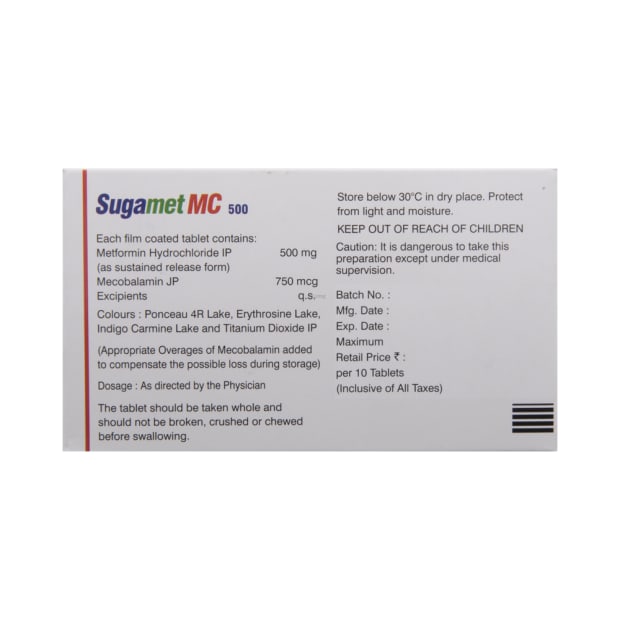 Sugamet MC 500
Each film coated tablet contains:
Metformin Hydrochloride IP 500 mg
(as sustained release form)
Mecobalamin JP 750 mcg
Excipients q.s.
Colours : Ponceau 4R Lake, Erythrosine Lake,
Indigo Carmine Lake and Titanium Dioxide IP
(Appropriate Overages of Mecobalamin added
to compensate the possible loss during storage)
Dosage : As directed by the Physician
The tablet should be taken whole and
should not be broken, crushed or chewed
before swallowing.
Store below 30°C in dry place. Protect
from light and moisture.
KEEP OUT OF REACH OF CHILDREN
Caution: It is dangerous to take this
preparation except under medical
supervision.
Batch No. :
Mfg. Date :
Exp. Date :
Maximum
Retail Price ₹ :
per 10 Tablets
(Inclusive of All Taxes)